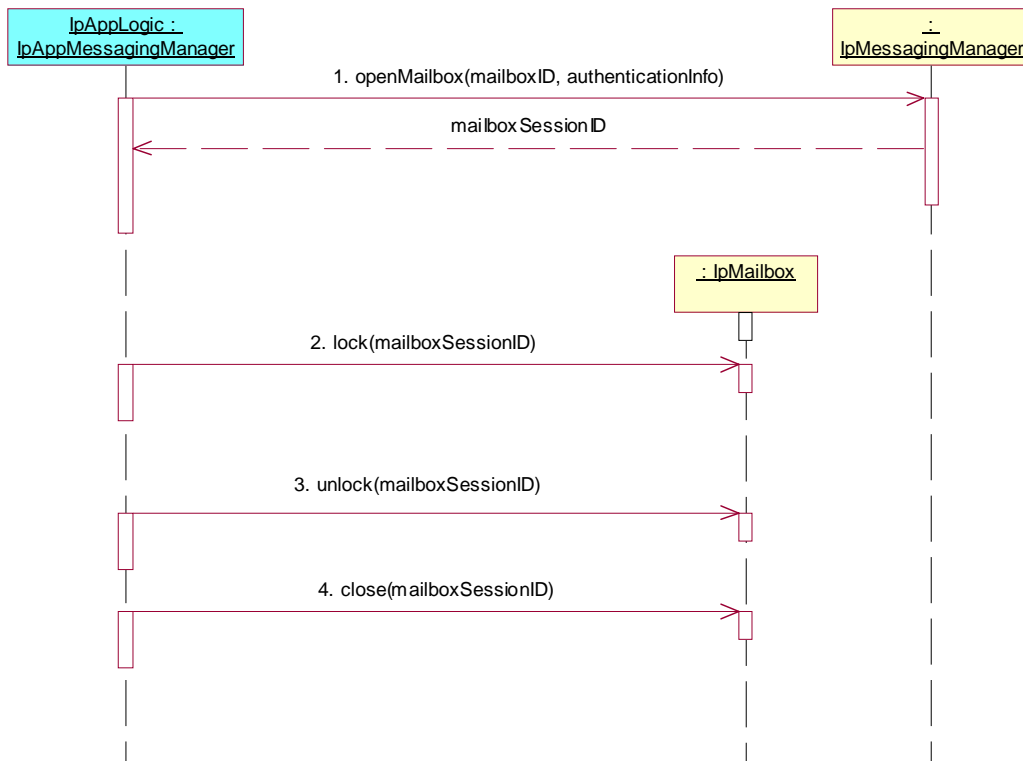 IpAppLogic :
IpAppMessagingManager
:
IpMessagingManager
1. openMailbox(mailboxID, authenticationInfo)
mailboxSessionID
: IpMailbox
2. lock(mailboxSessionID)
3. unlock(mailboxSessionID)
4. close(mailboxSessionID)